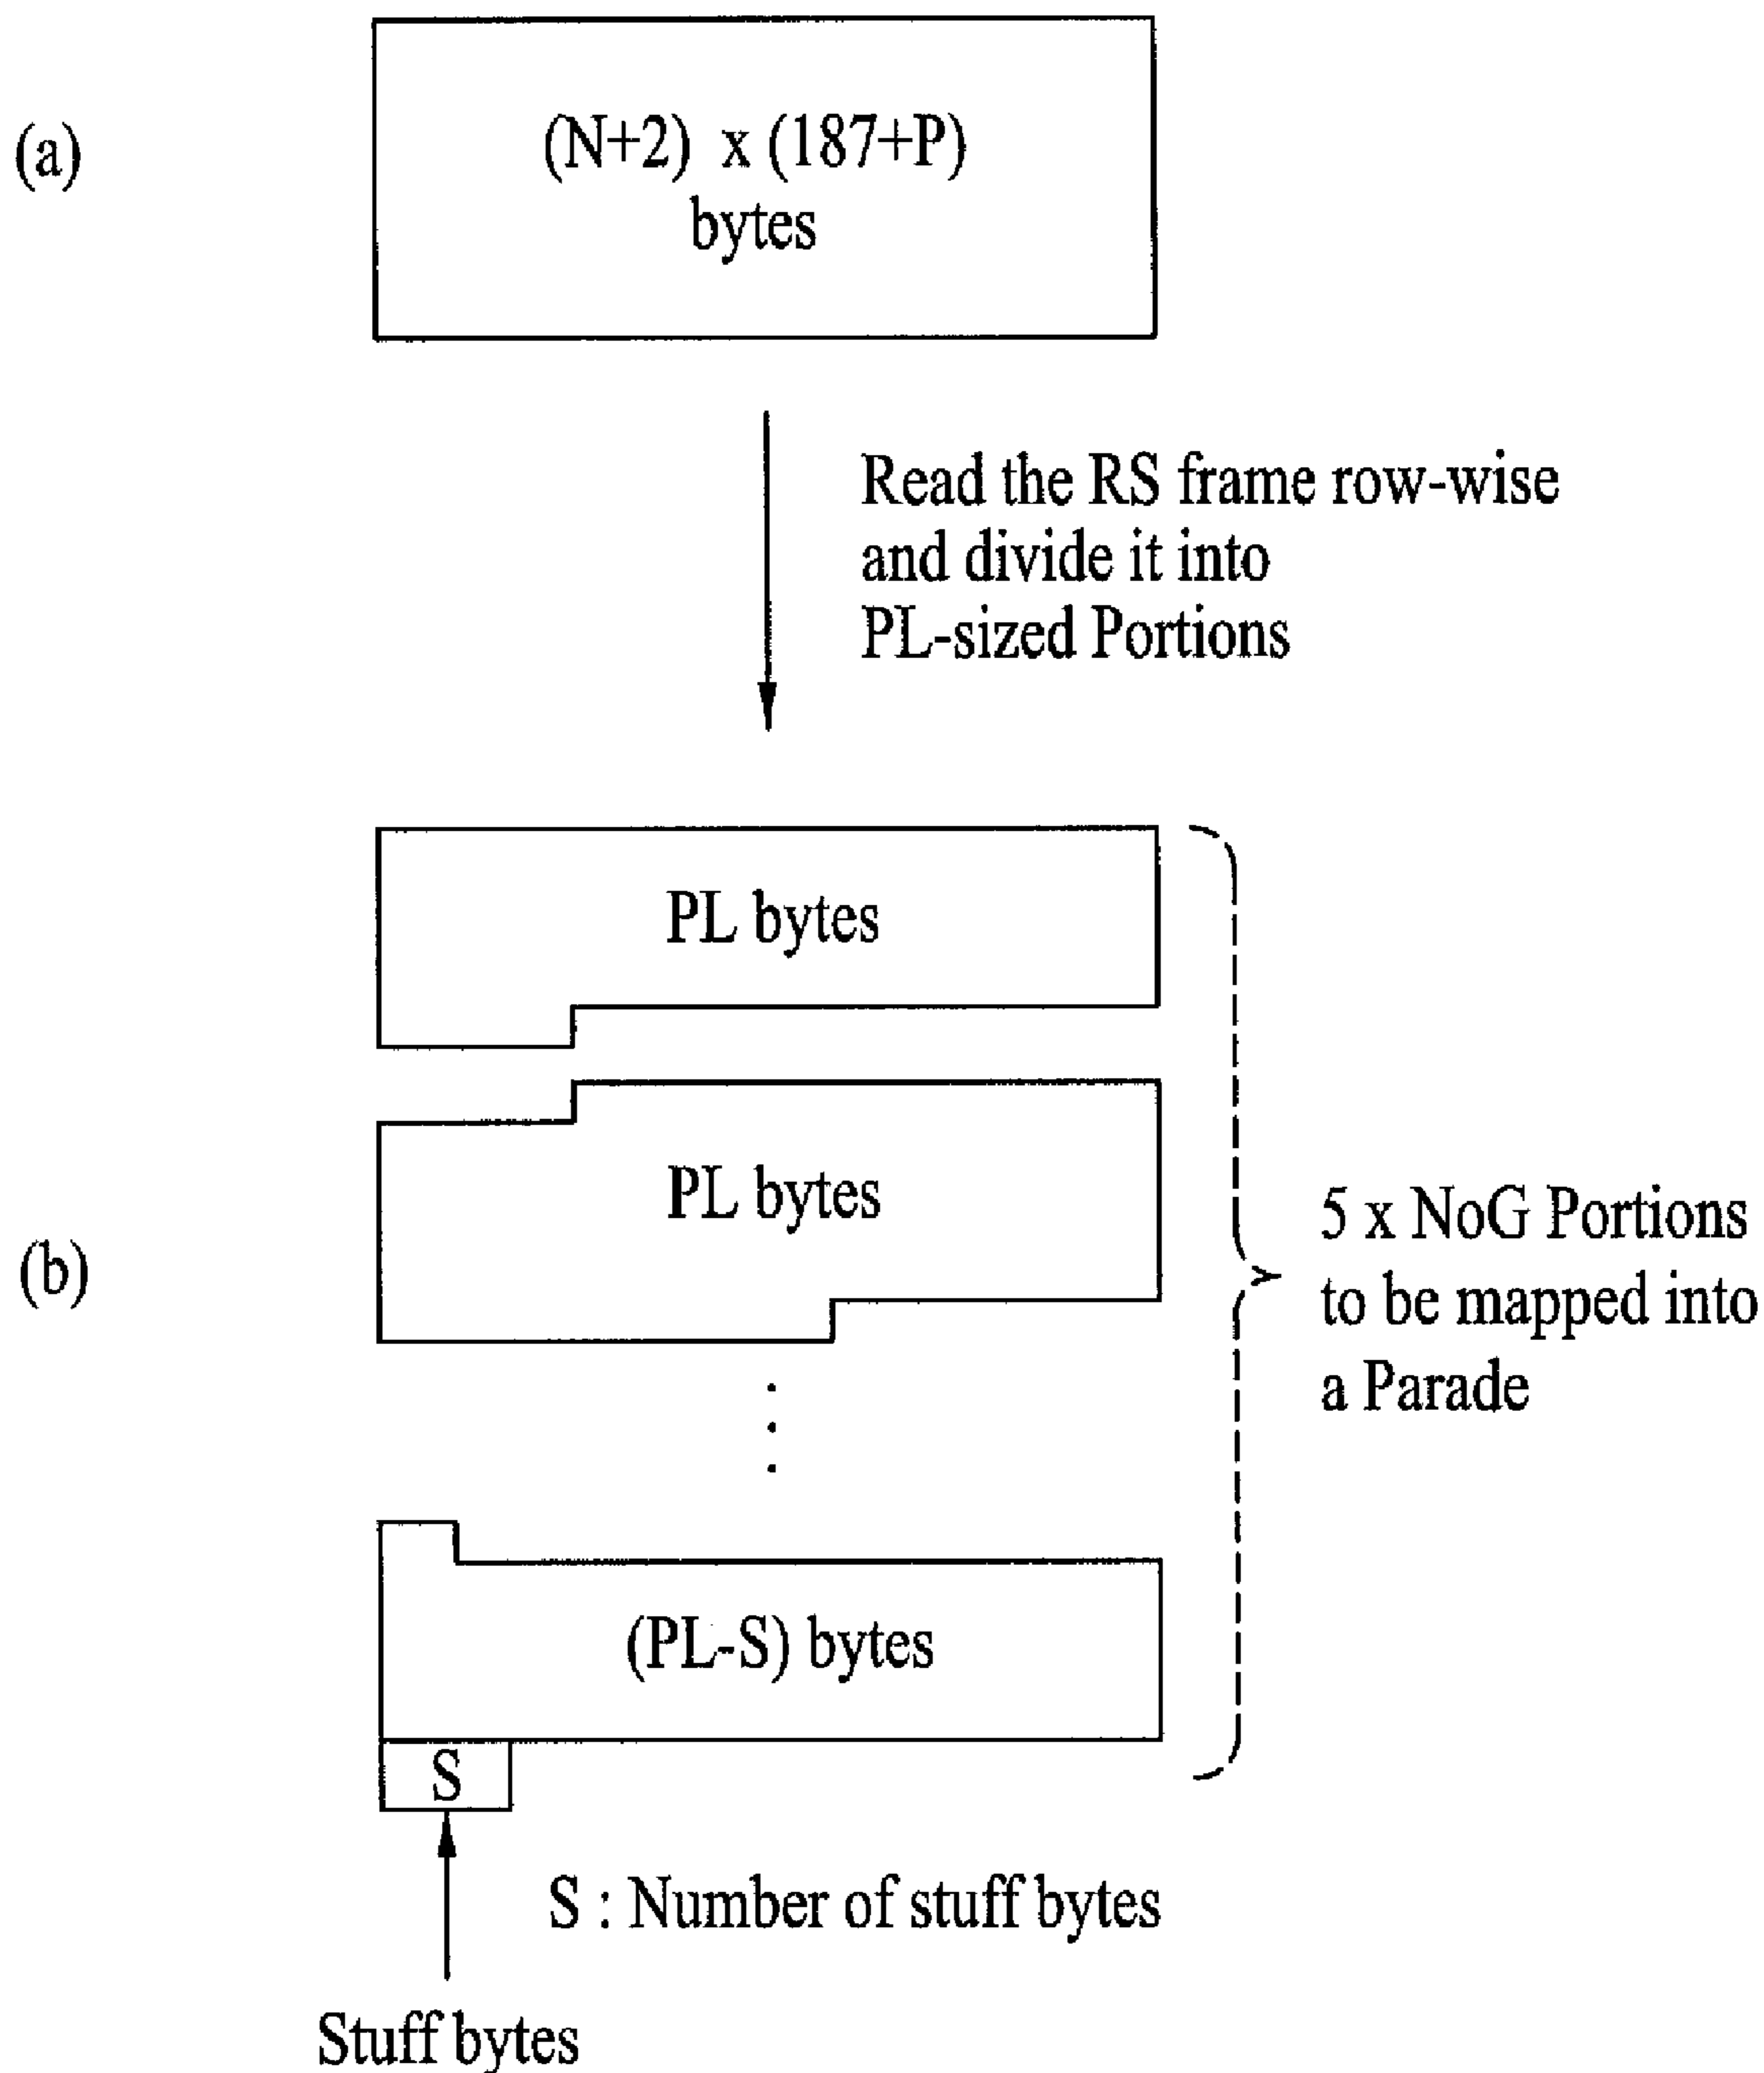 (a)
(N+2) x (187+P)
bytes
Read the RS frame row-wise
and divide it into
PL-sized Portions
PL bytes
PL bytes
(b)
5 x NoG Portions
to be mapped into
a Parade
(PL-S) bytes
S
S : Number of stuff bytes
Stuff bytes